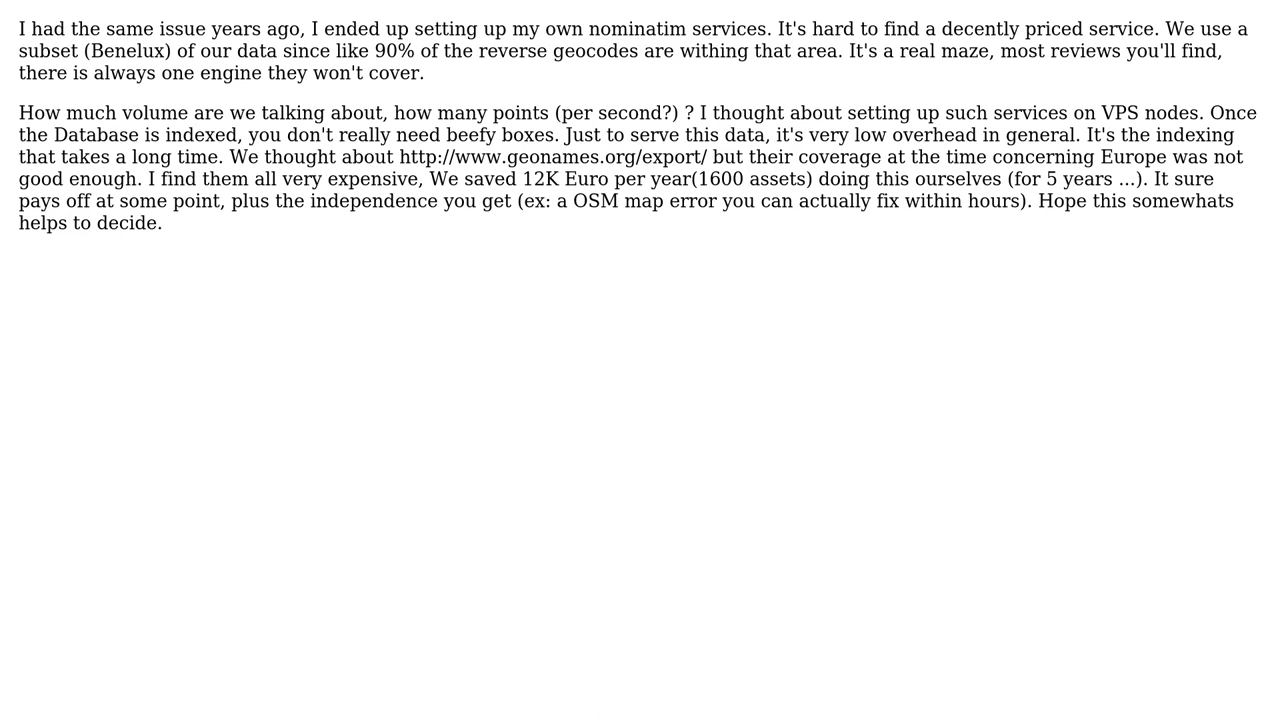 I had the same issue years ago, I ended up setting up my own nominatim services. It's hard to find a decently priced service. We use a
subset (Benelux) of our data since like 90% of the reverse geocodes are withing that area. It's a real maze, most reviews you'll find,
there is always one engine they won't cover.
How much volume are we talking about, how many points (per second?) ? I thought about setting up such services on VPS nodes. Once
the Database is indexed, you don't really need beefy boxes. Just to serve this data, it's very low overhead in general. It's the indexing
that takes a long time. We thought about http://www.geonames.org/export/ but their coverage at the time concerning Europe was not
good enough. I find them all very expensive, We saved 12K Euro per year(1600 assets) doing this ourselves (for 5 years ...). It sure
pays off at some point, plus the independence you get (ex: a OSM map error you can actually fix within hours). Hope this somewhats
helps to decide.